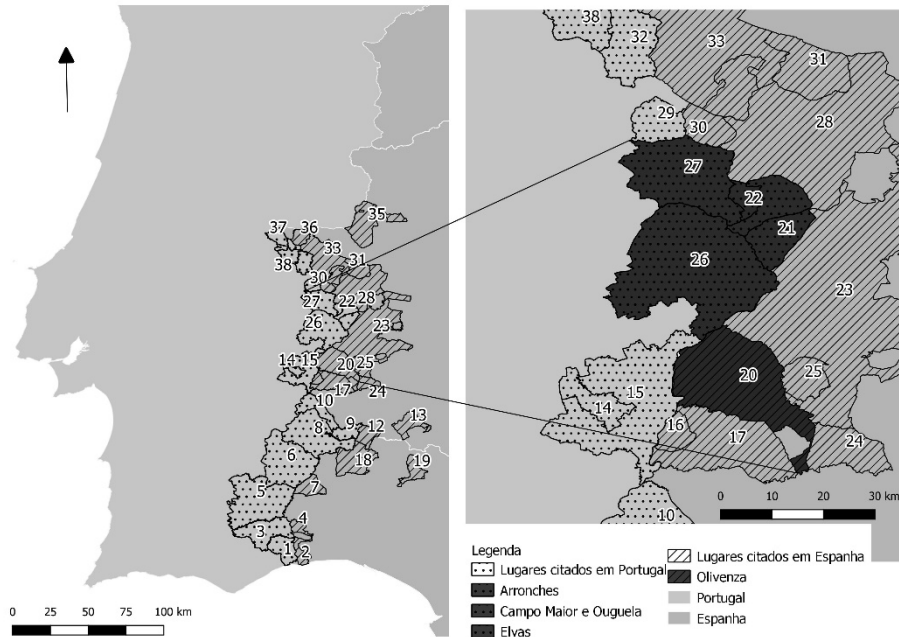 37 36 35
33
38 31
30
27 22 28
26 23
14 15 20 25
17 24
10
13
8 9 12
6 18 19
5 7
3 4
1 2
0 25 50 75 100 km
38 32 33 31
29 30 28
27
22
21
26
23
20 25
15
14
16 17 24
10
0 10 20 30 km
Legenda
Lugares citados em Portugal
Arronches
Campo Maior e Ouguela
Elvas
Lugares citados em Espanha
Olivenza
Portugal
Espanha